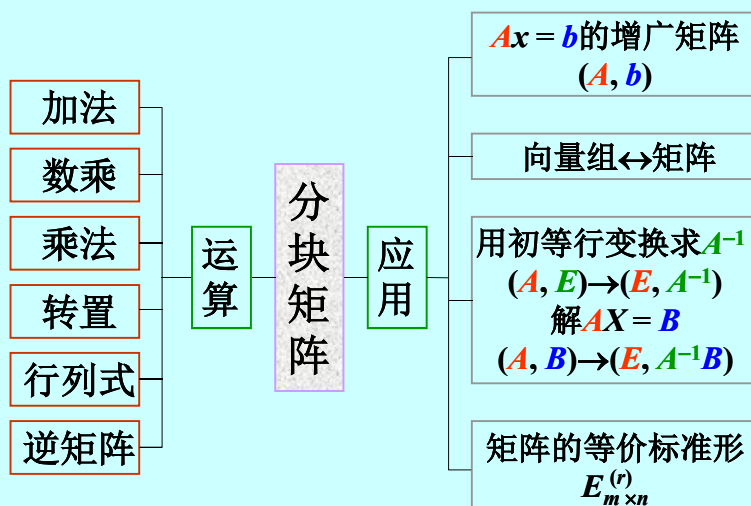 加法
数乘
乘法
转置
行列式
逆矩阵
运算
分块矩阵
应用
Ax = b的增广矩阵
(A, b)
向量组↔矩阵
用初等行变换求A⁻¹
(A, E)→(E, A⁻¹)
解AX = B
(A, B)→(E, A⁻¹B)
矩阵的等价标准形
E_{m×n}^{(r)}